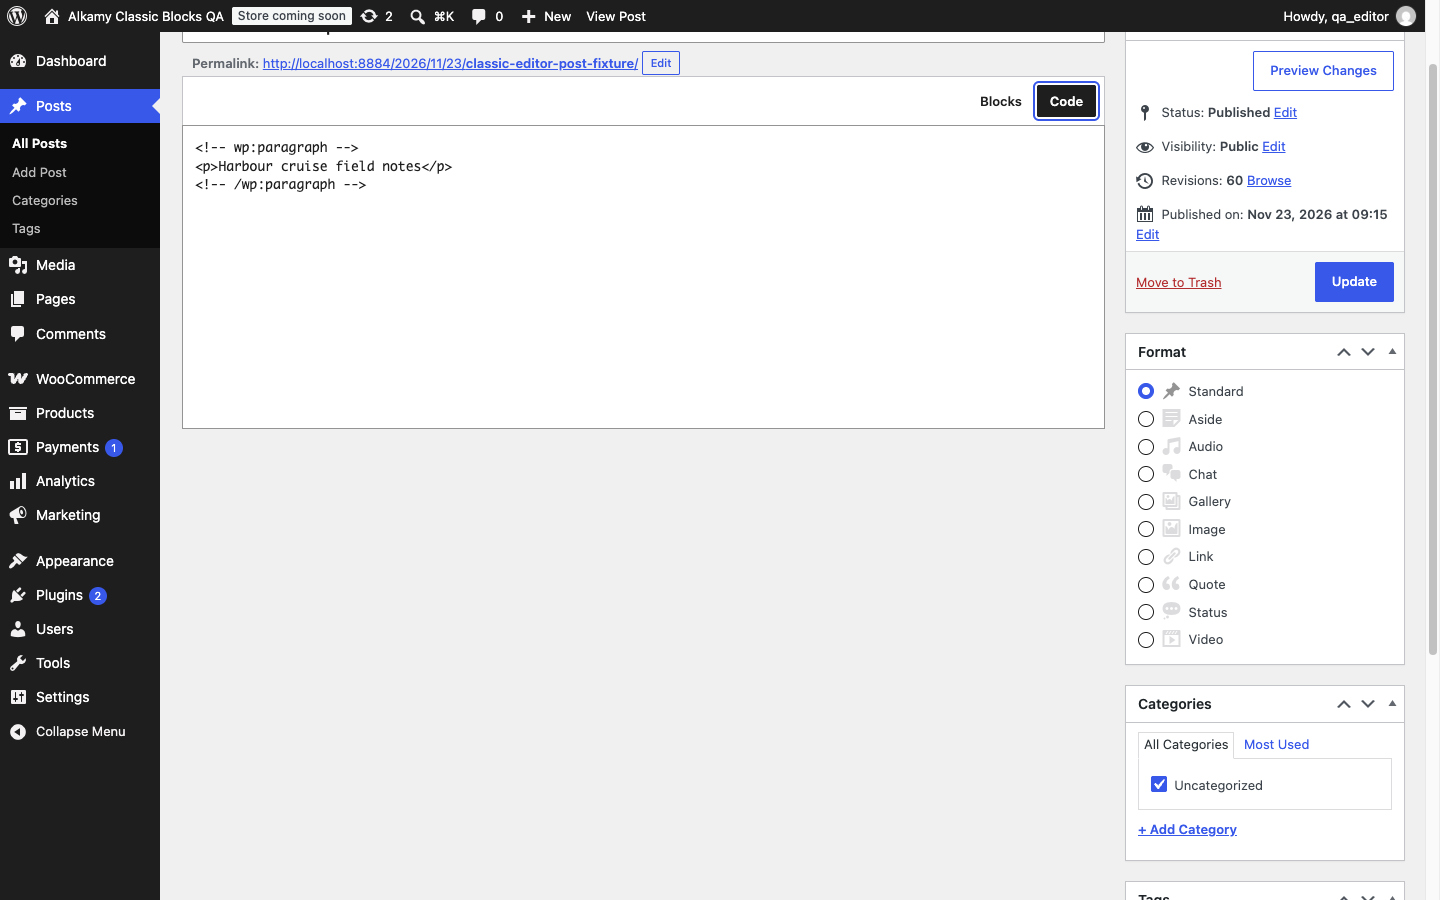 Alkamy Classic Blocks QA
Store coming soon
2
⌘K
0
New
View Post
Howdy, qa_editor
Dashboard
Posts
All Posts
Add Post
Categories
Tags
Media
Pages
Comments
WooCommerce
Products
Payments 1
Analytics
Marketing
Appearance
Plugins 2
Users
Tools
Settings
Collapse Menu
Permalink: http://localhost:8884/2026/11/23/classic-editor-post-fixture/ Edit
Blocks Code
<!-- wp:paragraph -->
<p>Harbour cruise field notes</p>
<!-- /wp:paragraph -->
Preview Changes
Status: Published Edit
Visibility: Public Edit
Revisions: 60 Browse
Published on: Nov 23, 2026 at 09:15
Edit
Move to Trash
Update
Format
Standard
Aside
Audio
Chat
Gallery
Image
Link
Quote
Status
Video
Categories
All Categories Most Used
Uncategorized
+ Add Category
Tags